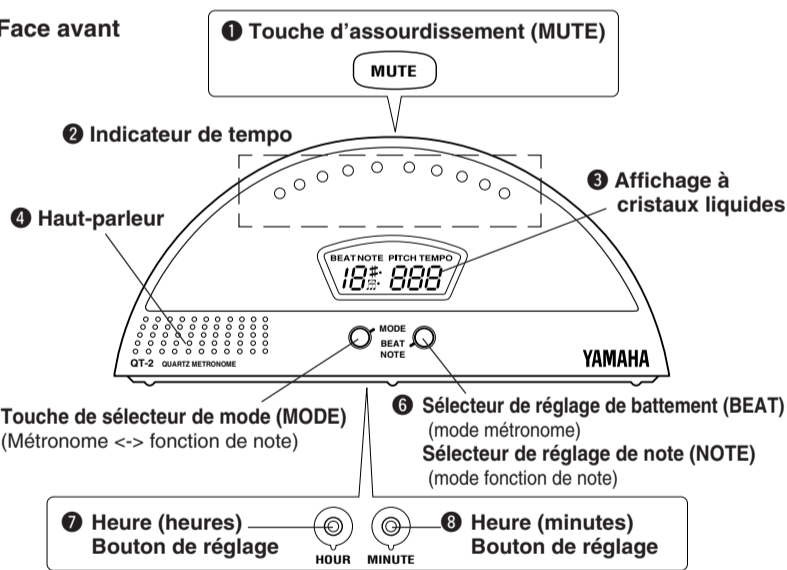 Face avant
❶ Touche d'assourdissement (MUTE)
MUTE
❷ Indicateur de tempo
❸ Affichage à
cristaux liquides
❹ Haut-parleur
BEAT NOTE PITCH TEMPO
18 # 888
MODE
BEAT
NOTE
QT-2 QUARTZ METRONOME
YAMAHA
Touche de sélecteur de mode (MODE)
(Métronome <-> fonction de note)
❻ Sélecteur de réglage de battement (BEAT)
(mode métronome)
Sélecteur de réglage de note (NOTE)
(mode fonction de note)
❼ Heure (heures)
Bouton de réglage
HOUR
MINUTE
❽ Heure (minutes)
Bouton de réglage